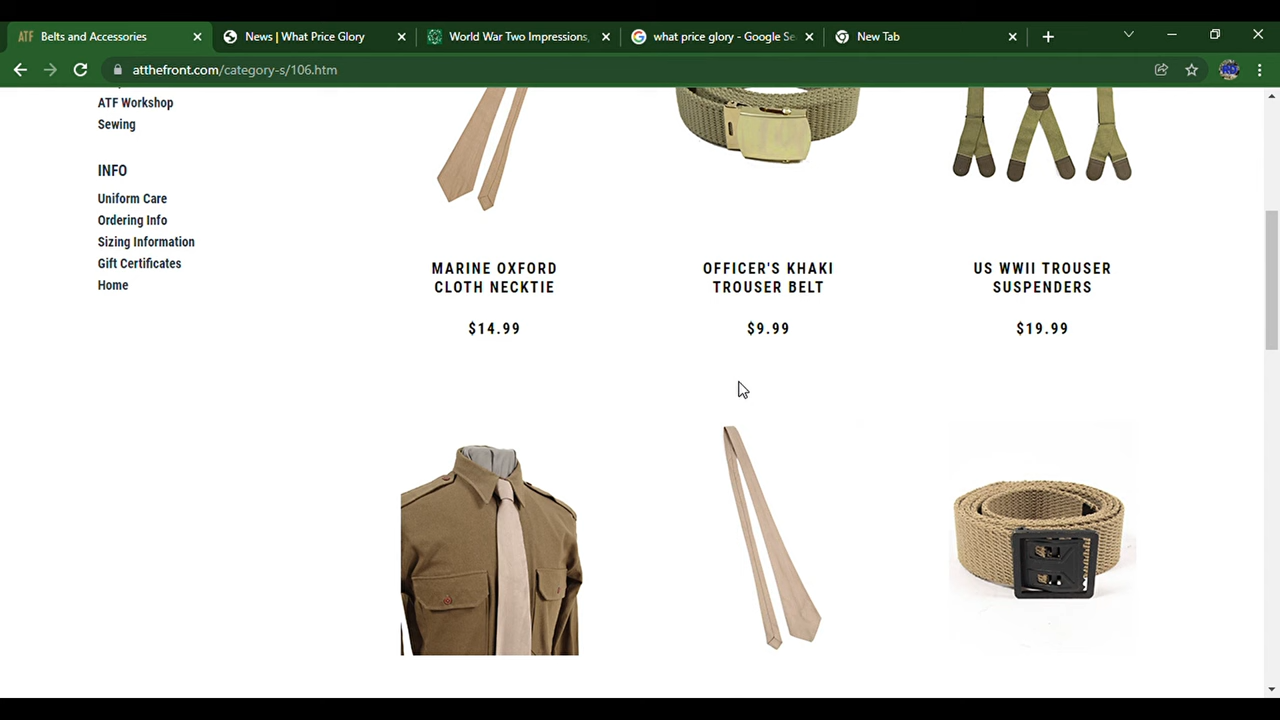 ATF Belts and Accessories
News | What Price Glory
World War Two Impressions,
what price glory - Google Se
New Tab
atthefront.com/category-s/106.htm
ATF Workshop
Sewing
INFO
Uniform Care
Ordering Info
Sizing Information
Gift Certificates
Home
MARINE OXFORD
CLOTH NECKTIE
$14.99
OFFICER'S KHAKI
TROUSER BELT
$9.99
US WWII TROUSER
SUSPENDERS
$19.99